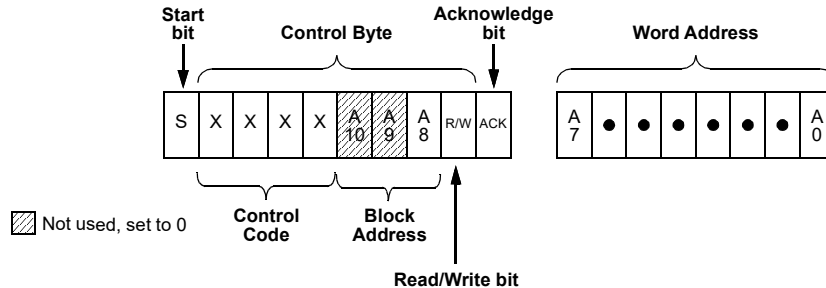 Start
bit
Control Byte
Acknowledge
bit
Word Address
S X X X X A
10 A
9 A
8 R/W ACK
A
7 ● ● ● ● ● ● A
0
Control
Code
Block
Address
Not used, set to 0
Read/Write bit